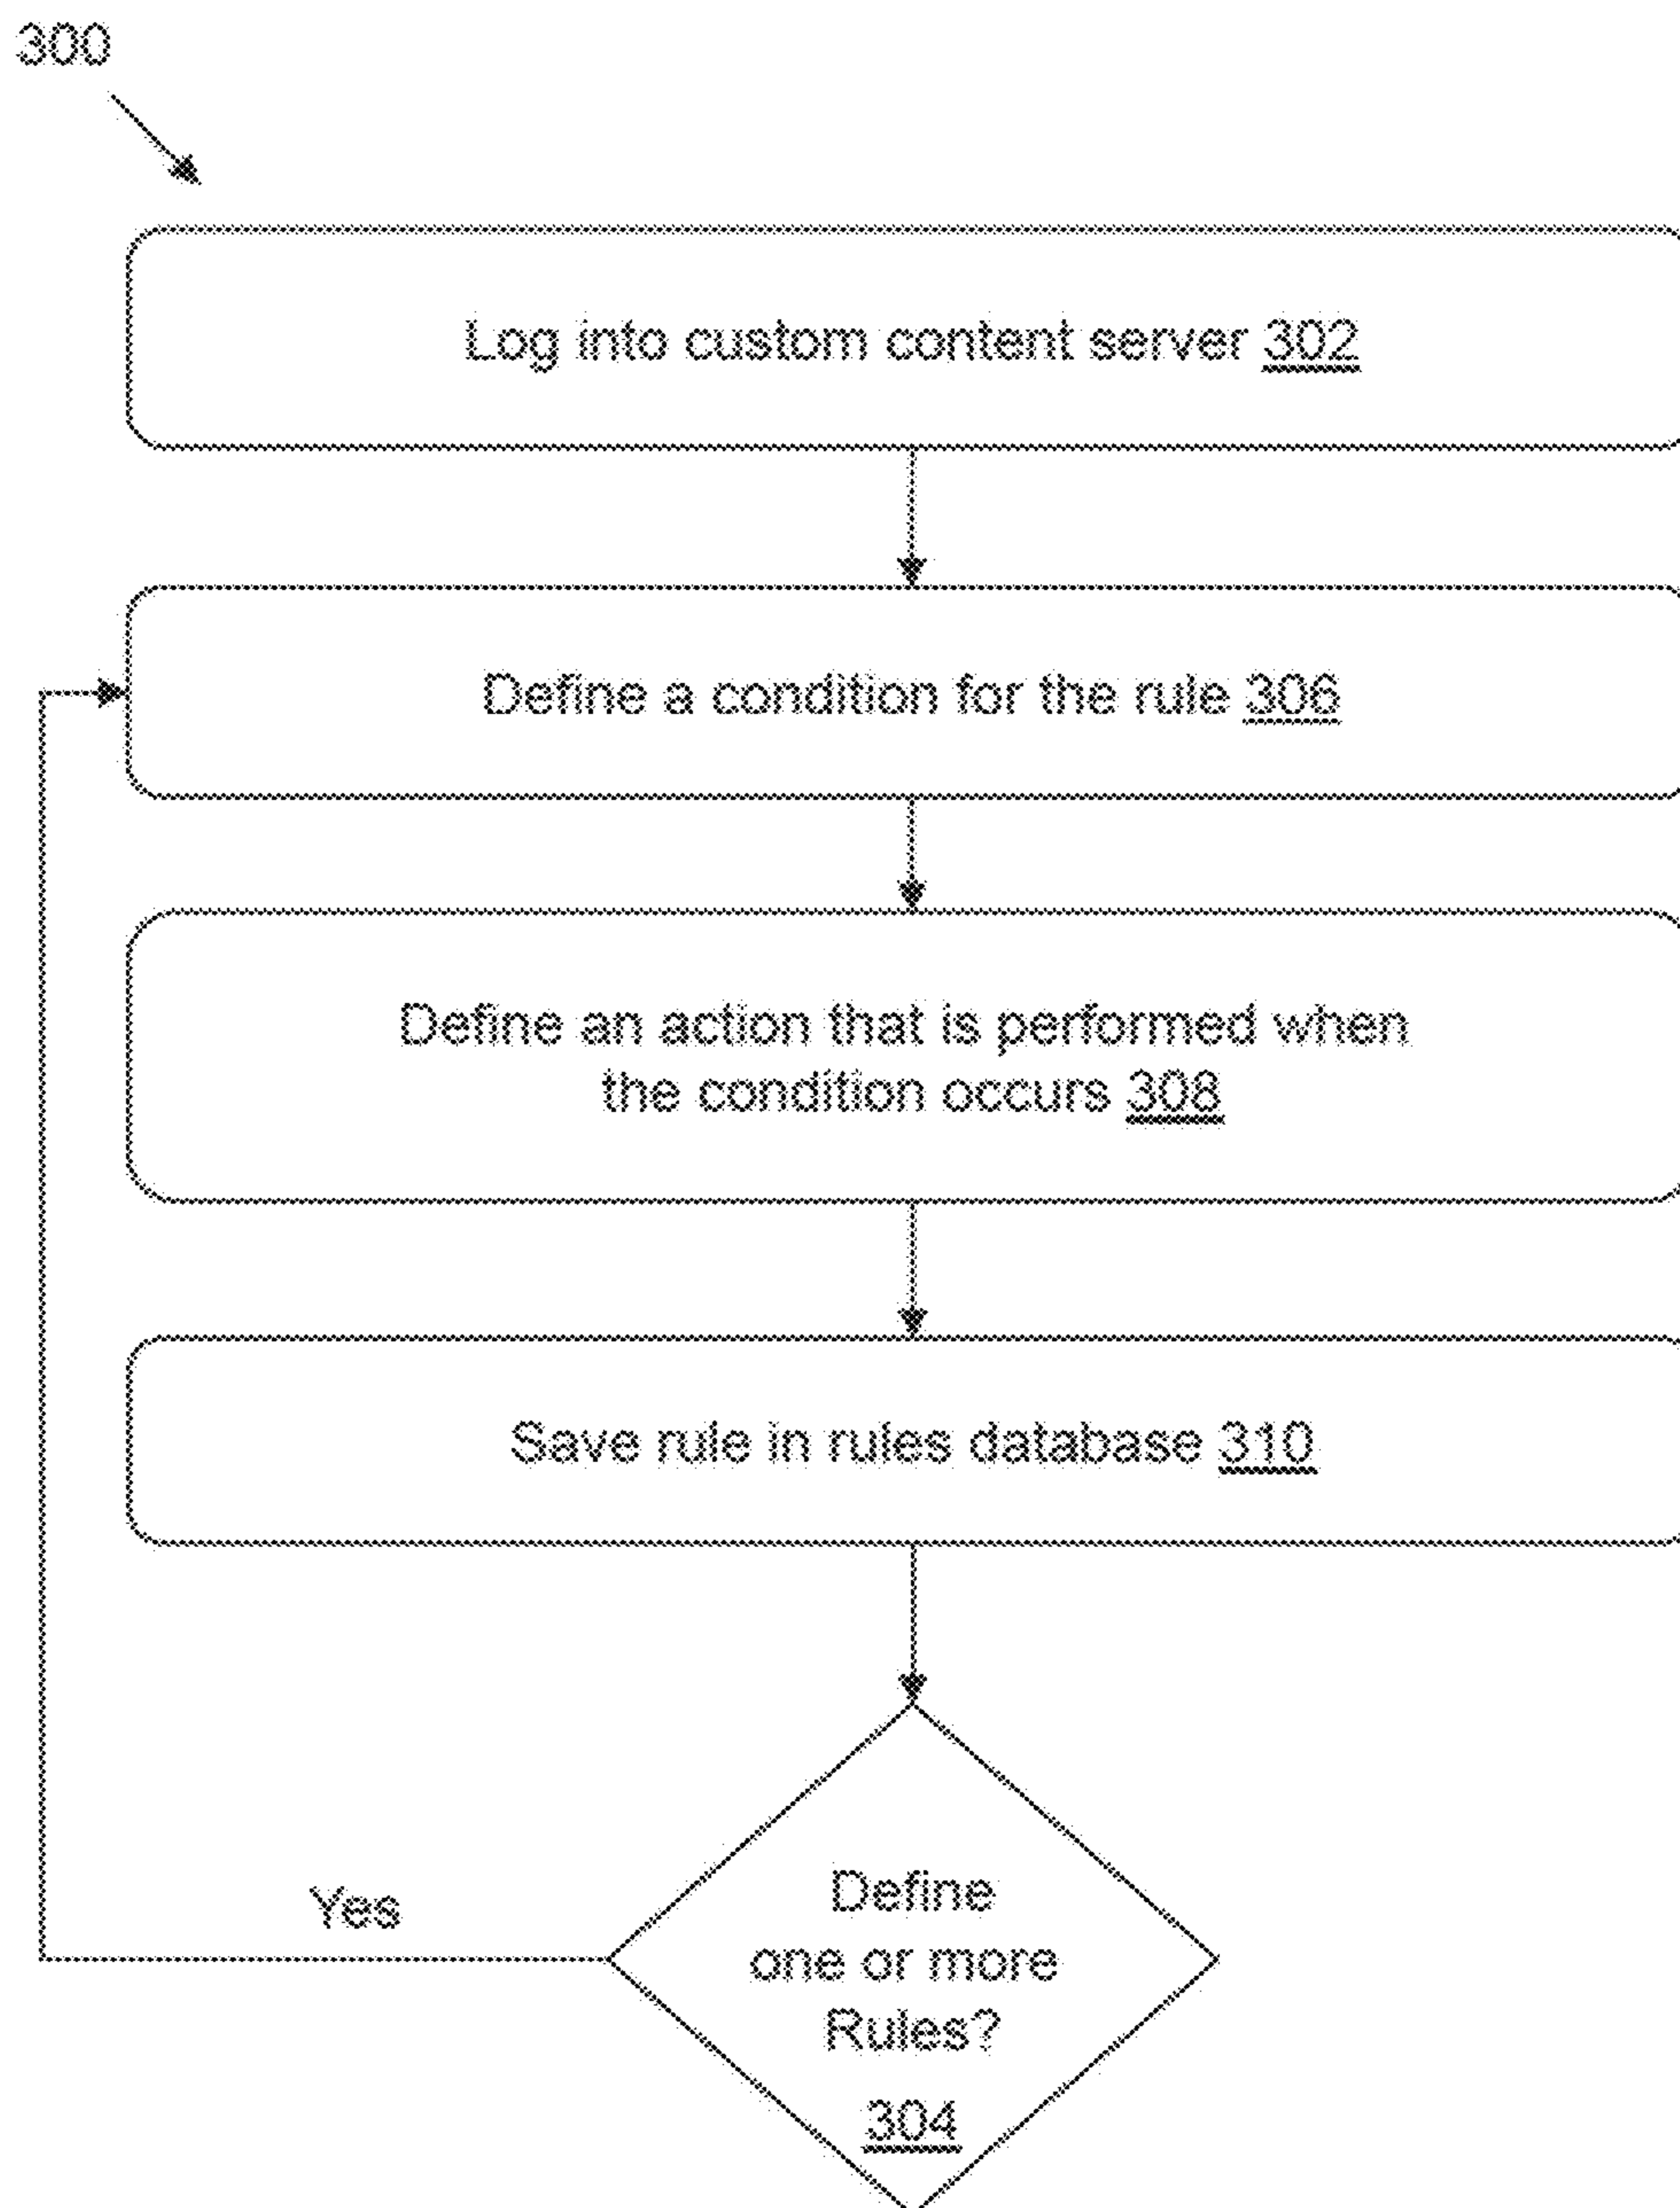 300
Log into custom content server 302
Define a condition for the rule 306
Define an action that is performed when
the condition occurs 308
Save rule in rules database 310
Yes
Define
one or more
Rules?
304